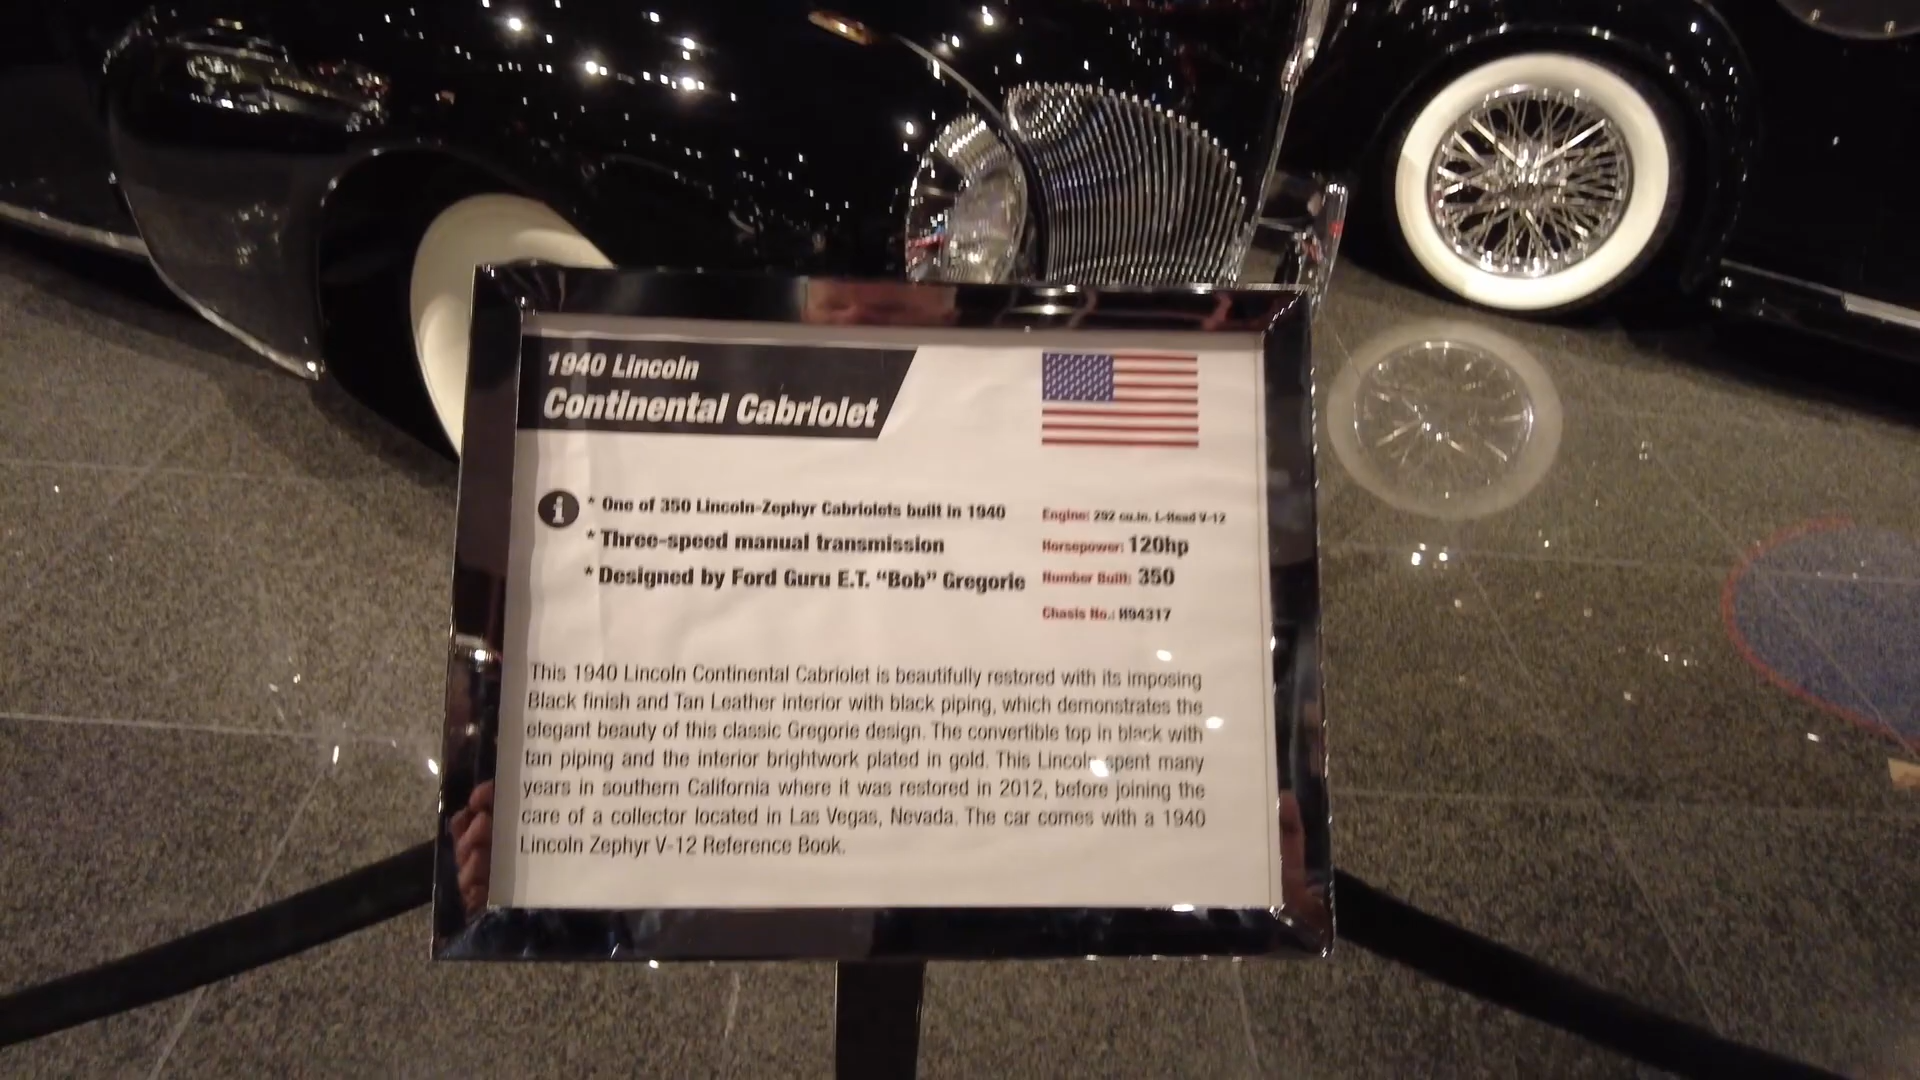 1940 Lincoln
Continental Cabriolet
* One of 350 Lincoln-Zephyr Cabriolets built in 1940
* Three-speed manual transmission
* Designed by Ford Guru E.T. "Bob" Gregorie
Engine: 292 cu.in. L-Head V-12
Horsepower: 120hp
Number Built: 350
Chasis No.: H94317
This 1940 Lincoln Continental Cabriolet is beautifully restored with its imposing
Black finish and Tan Leather interior with black piping, which demonstrates the
elegant beauty of this classic Gregorie design. The convertible top in black with
tan piping and the interior brightwork plated in gold. This Lincoln spent many
years in southern California where it was restored in 2012, before joining the
care of a collector located in Las Vegas, Nevada. The car comes with a 1940
Lincoln Zephyr V-12 Reference Book.